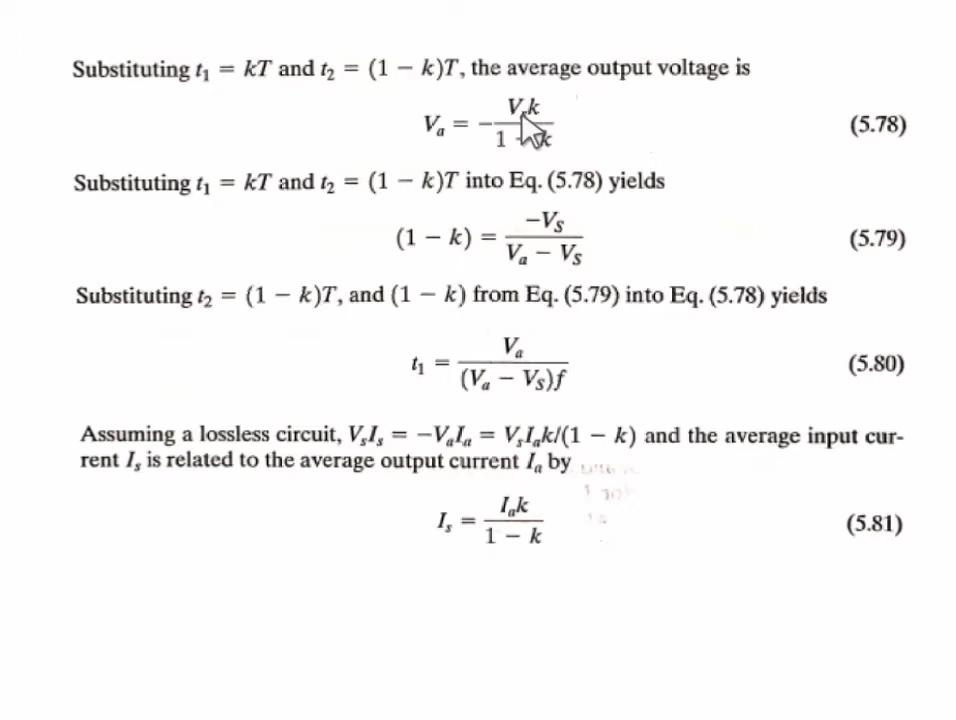 Substituting t₁ = kT and t₂ = (1 − k)T, the average output voltage is
Vₐ = − Vₛk / 1 − k (5.78)
Substituting t₁ = kT and t₂ = (1 − k)T into Eq. (5.78) yields
(1 − k) = −V_S / Vₐ − V_S (5.79)
Substituting t₂ = (1 − k)T, and (1 − k) from Eq. (5.79) into Eq. (5.78) yields
t₁ = Vₐ / (Vₐ − V_S)f (5.80)
Assuming a lossless circuit, VₛIₛ = −VₐIₐ = VₛIₐk/(1 − k) and the average input cur-
rent Iₛ is related to the average output current Iₐ by
Iₛ = Iₐk / 1 − k (5.81)